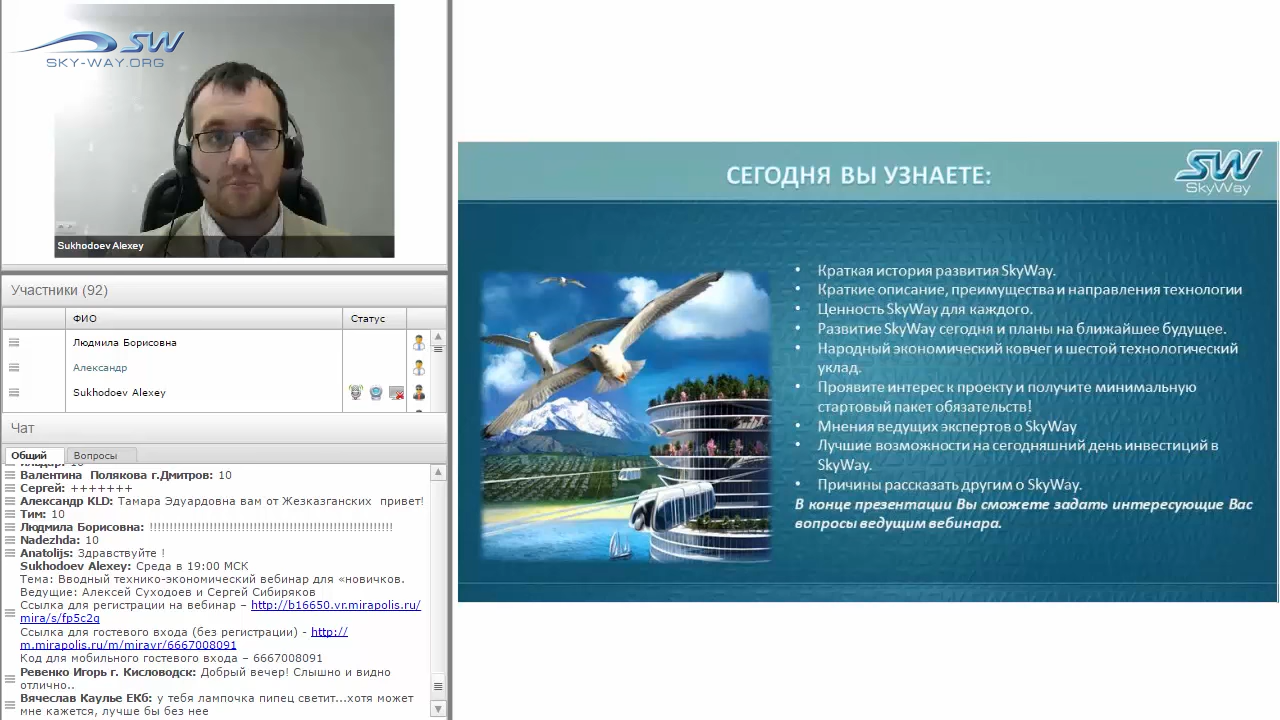 SW
SKY-WAY.ORG
Sukhodoev Alexey
Участники (92)
ФИО
Статус
Людмила Борисовна
Александр
Sukhodoev Alexey
Чат
Общий
Вопросы
Валентина Полякова г.Дмитров: 10
Сергей: +++++++
Александр KLD: Тамара Эдуардовна вам от Жезказганских привет!
Тим: 10
Людмила Борисовна: !!!!!!!!!!!!!!!!!!!!!!!!!!!!!!!!!!!!!!!!!!!!!!!!!!!!!!!!!!!!!
Nadezhda: 10
Anatolijs: Здравствуйте !
Sukhodoev Alexey: Среда в 19:00 МСК
Тема: Вводный технико-экономический вебинар для «новичков.
Ведущие: Алексей Суходоев и Сергей Сибиряков
Ссылка для регистрации на вебинар – http://b16650.vr.mirapolis.ru/
mira/s/fp5c2g
Ссылка для гостевого входа (без регистрации) - http://
m.mirapolis.ru/m/miravr/6667008091
Код для мобильного гостевого входа – 6667008091
Ревенко Игорь г. Кисловодск: Добрый вечер! Слышно и видно
отлично..
Вячеслав Каулье ЕКб: у тебя лампочка пипец светит...хотя может
мне кажется, лучше бы без нее
СЕГОДНЯ ВЫ УЗНАЕТЕ:
SW
SkyWay
• Краткая история развития SkyWay.
• Краткие описание, преимущества и направления технологии
• Ценность SkyWay для каждого.
• Развитие SkyWay сегодня и планы на ближайшее будущее.
• Народный экономический ковчег и шестой технологический
уклад.
• Проявите интерес к проекту и получите минимальную
стартовый пакет обязательств!
• Мнения ведущих экспертов о SkyWay
• Лучшие возможности на сегодняшний день инвестиций в
SkyWay.
• Причины рассказать другим о SkyWay.
В конце презентации Вы сможете задать интересующие Вас
вопросы ведущим вебинара.